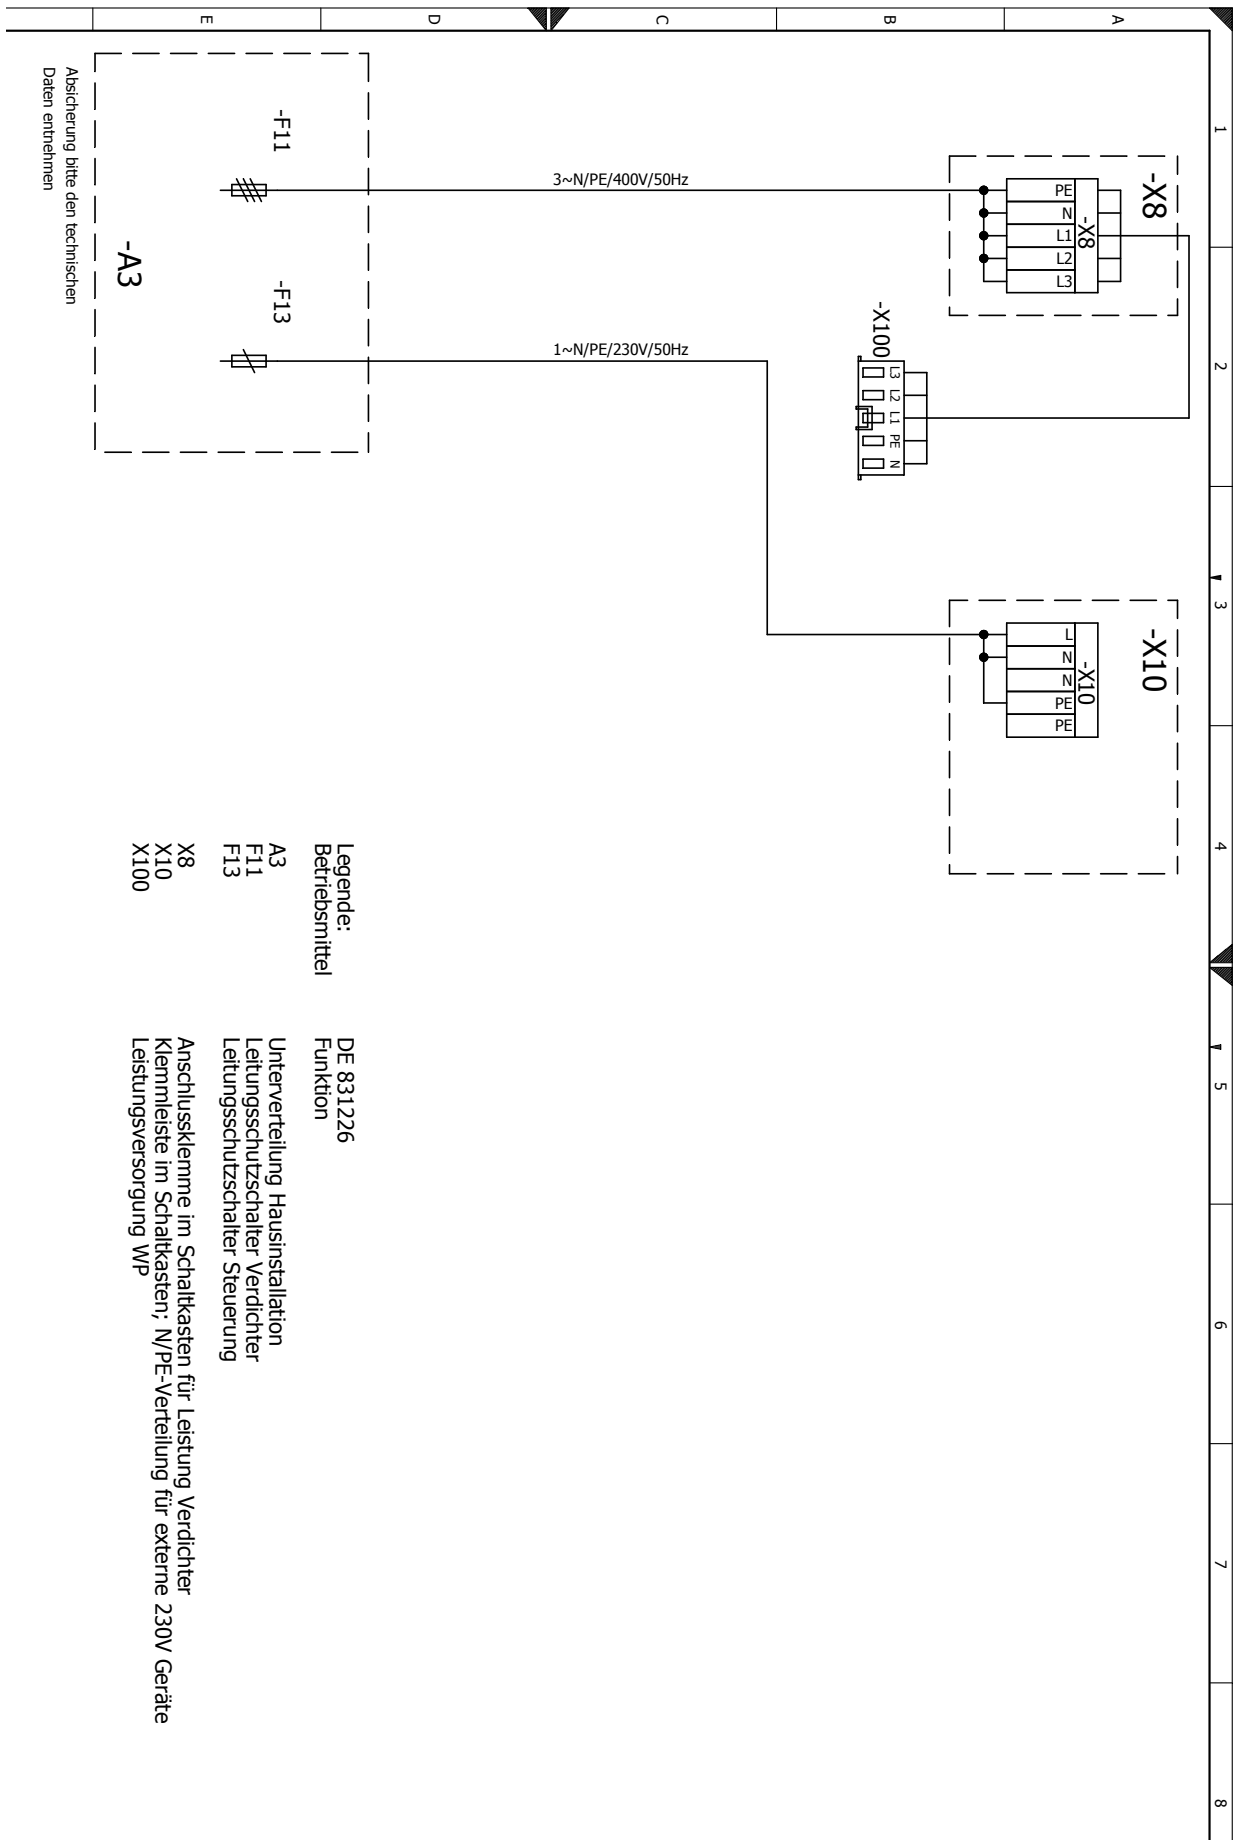 1
2
3
4
5
6
7
8
A
B
C
D
E
-X8
-X8
PE
N
L1
L2
L3
-X10
-X10
L
N
N
PE
PE
-X100
L3
L2
L1
PE
N
3~N/PE/400V/50Hz
1~N/PE/230V/50Hz
-F11
-F13
-A3
Absicherung bitte den technischen
Daten entnehmen
Legende: DE 831226
Betriebsmittel Funktion
A3 Unterverteilung Hausinstallation
F11 Leitungsschutzschalter Verdichter
F13 Leitungsschutzschalter Steuerung
X8 Anschlussklemme im Schaltkasten für Leistung Verdichter
X10 Klemmleiste im Schaltkasten; N/PE-Verteilung für externe 230V Geräte
X100 Leistungsversorgung WP